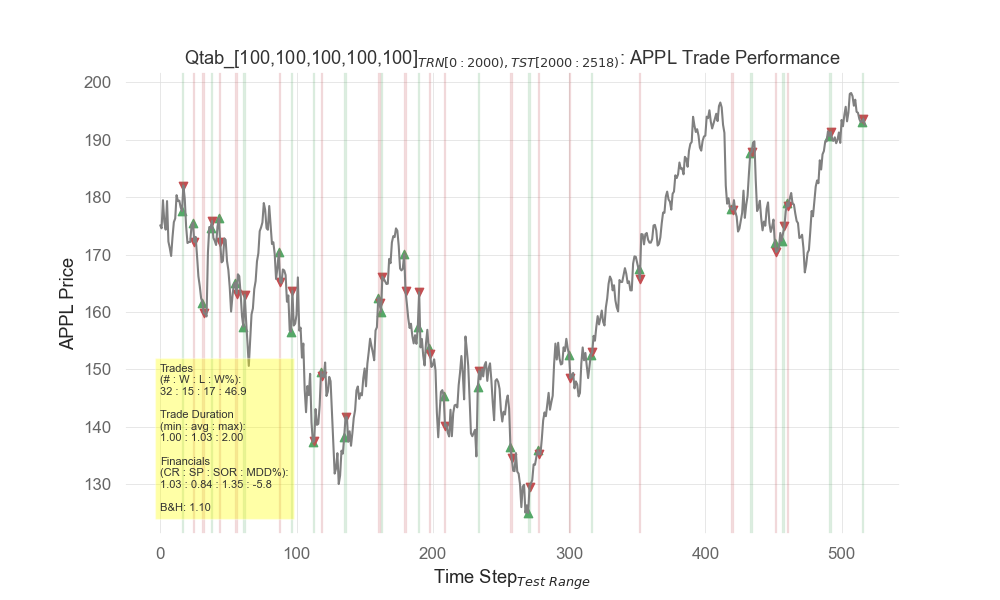 Qtab_[100,100,100,100,100]TRN[0 : 2000), TST[2000 : 2518): APPL Trade Performance
200
190
180
170
160
150
140
130
APPL Price
Trades
(# : W : L : W%):
32 : 15 : 17 : 46.9
Trade Duration
(min : avg : max):
1.00 : 1.03 : 2.00
Financials
(CR : SP : SOR : MDD%):
1.03 : 0.84 : 1.35 : -5.8
B&H: 1.10
0 100 200 300 400 500
Time StepTest Range